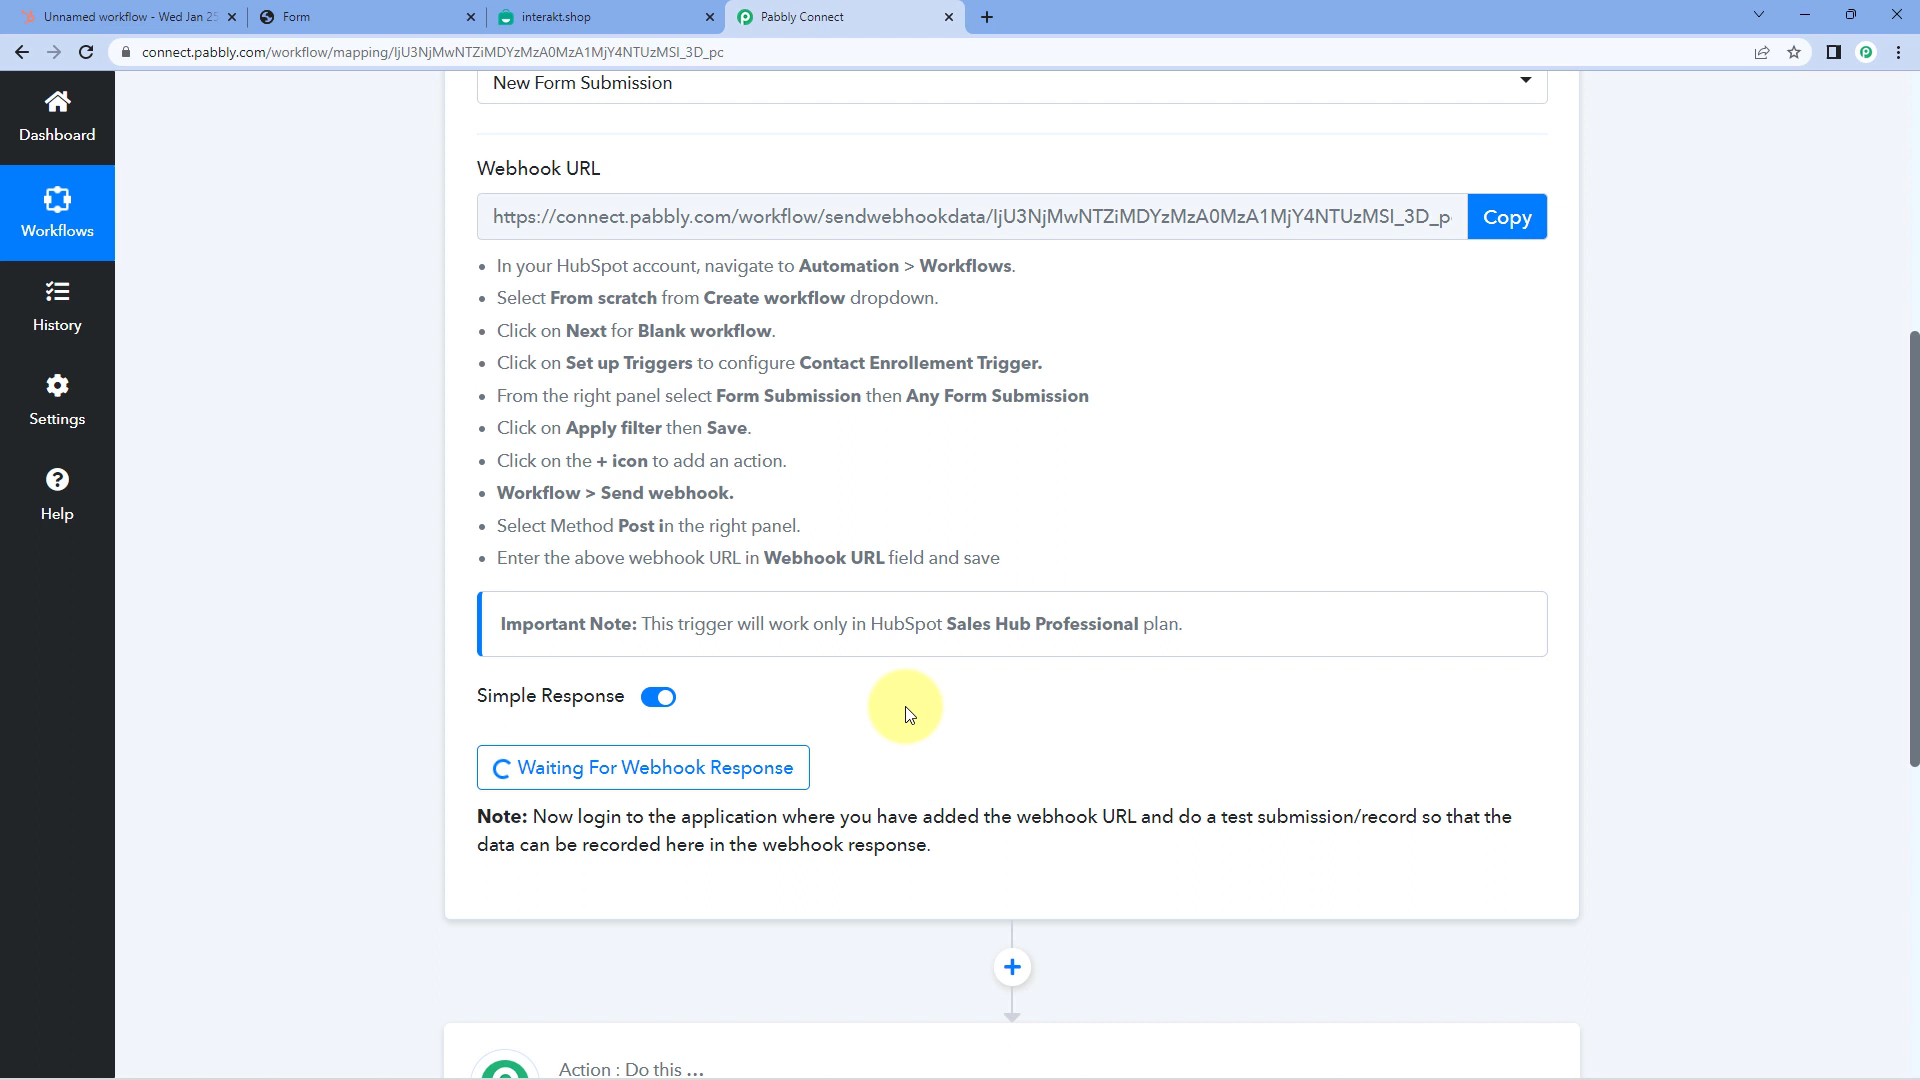 Unnamed workflow - Wed Jan 25
Form
interakt.shop
Pabbly Connect
connect.pabbly.com/workflow/mapping/IjU3NjMwNTZiMDYzMzA0MzA1MjY4NTUzMSI_3D_pc
Dashboard
Workflows
History
Settings
Help
New Form Submission
Webhook URL
https://connect.pabbly.com/workflow/sendwebhookdata/IjU3NjMwNTZiMDYzMzA0MzA1MjY4NTUzMSI_3D_p
Copy
• In your HubSpot account, navigate to Automation > Workflows.
• Select From scratch from Create workflow dropdown.
• Click on Next for Blank workflow.
• Click on Set up Triggers to configure Contact Enrollement Trigger.
• From the right panel select Form Submission then Any Form Submission
• Click on Apply filter then Save.
• Click on the + icon to add an action.
• Workflow > Send webhook.
• Select Method Post in the right panel.
• Enter the above webhook URL in Webhook URL field and save
Important Note: This trigger will work only in HubSpot Sales Hub Professional plan.
Simple Response
Waiting For Webhook Response
Note: Now login to the application where you have added the webhook URL and do a test submission/record so that the
data can be recorded here in the webhook response.
Action : Do this ...